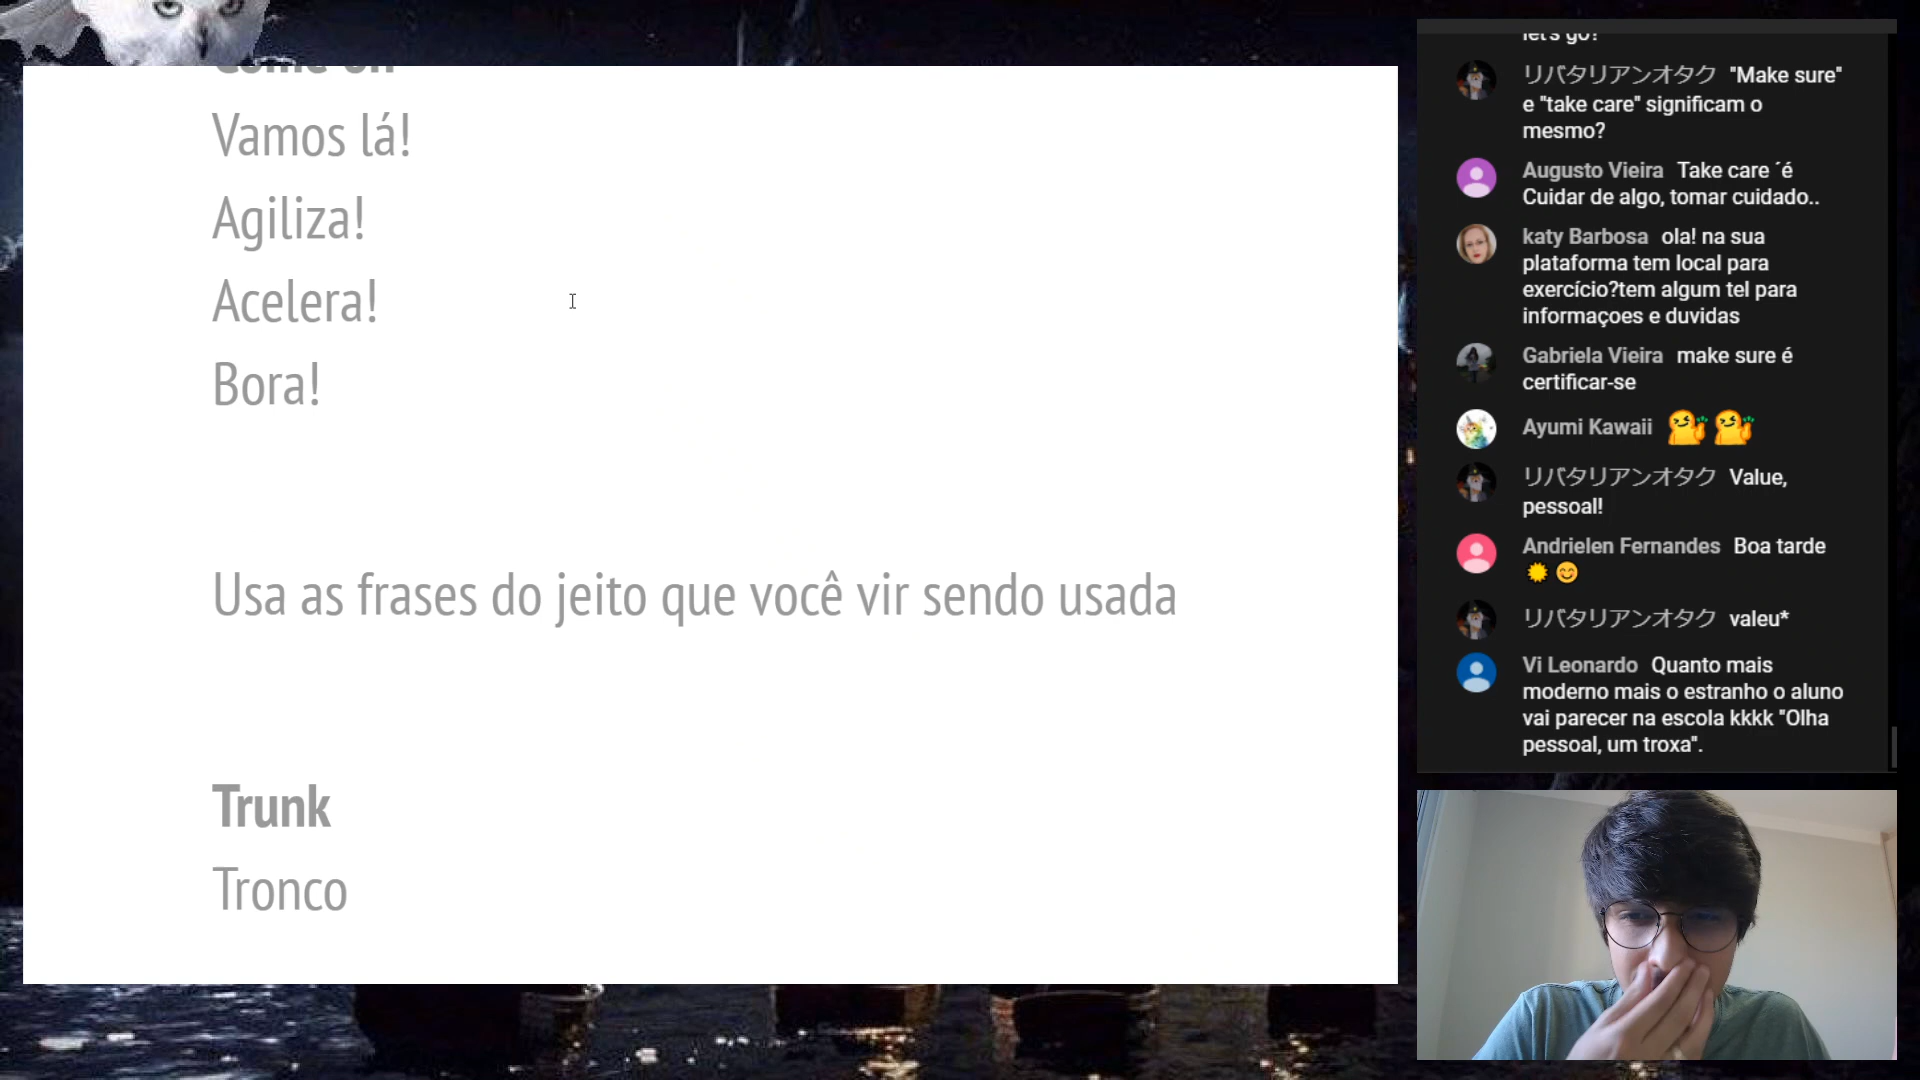 Come on
Vamos lá!
Agiliza!
Acelera!
Bora!
Usa as frases do jeito que você vir sendo usada
Trunk
Tronco
let's go?
リバタリアンオタク "Make sure"
e "take care" significam o
mesmo?
Augusto Vieira Take care ´é
Cuidar de algo, tomar cuidado..
katy Barbosa ola! na sua
plataforma tem local para
exercício?tem algum tel para
informaçoes e duvidas
Gabriela Vieira make sure é
certificar-se
Ayumi Kawaii
リバタリアンオタク Value,
pessoal!
Andrielen Fernandes Boa tarde
リバタリアンオタク valeu*
Vi Leonardo Quanto mais
moderno mais o estranho o aluno
vai parecer na escola kkkk "Olha
pessoal, um troxa".